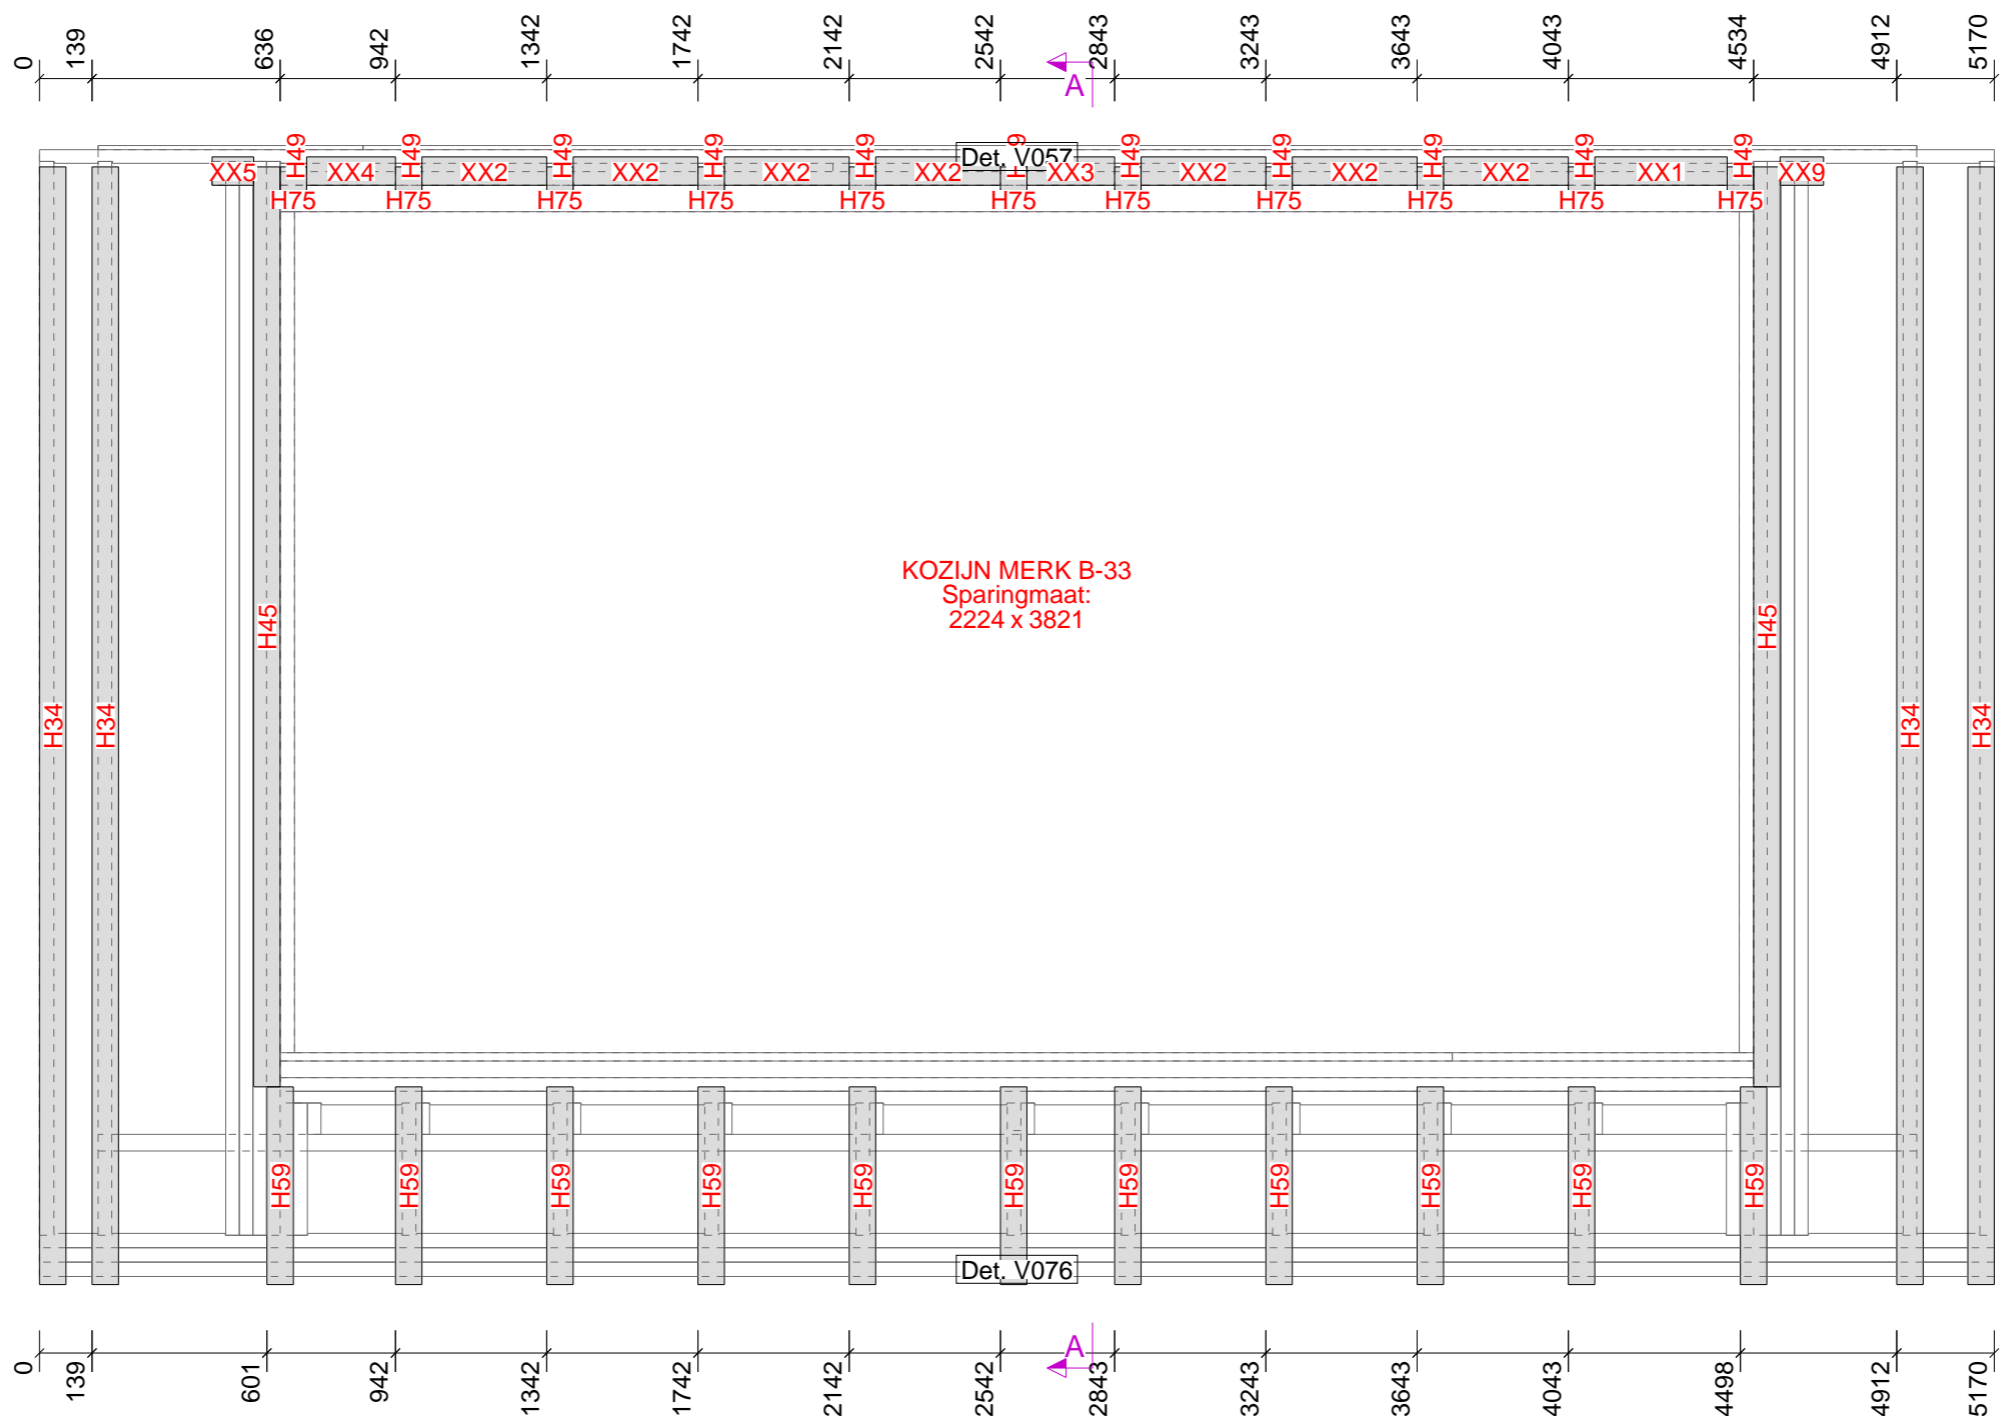 0 139 636 942 1342 1742 2142 2542 2843 3243 3643 4043 4534 4912 5170
A
H49 H49 H49 H49 H49 H49 H49 H49 H49 H49
Det. V057
XX5 XX4 XX2 XX2 XX2 XX2 XX3 XX2 XX2 XX2 XX1 XX9
H75 H75 H75 H75 H75 H75 H75 H75 H75 H75 H75
KOZIJN MERK B-33
Sparingmaat:
2224 x 3821
H45 H45
H34 H34 H34 H34
H59 H59 H59 H59 H59 H59 H59 H59 H59 H59 H59
Det. V076
A
0 139 601 942 1342 1742 2142 2542 2843 3243 3643 4043 4498 4912 5170